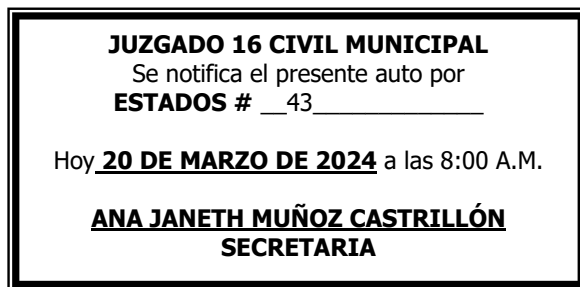 JUZGADO 16 CIVIL MUNICIPAL
Se notifica el presente auto por
ESTADOS # __43_____________
Hoy 20 DE MARZO DE 2024 a las 8:00 A.M.
ANA JANETH MUÑOZ CASTRILLÓN
SECRETARIA